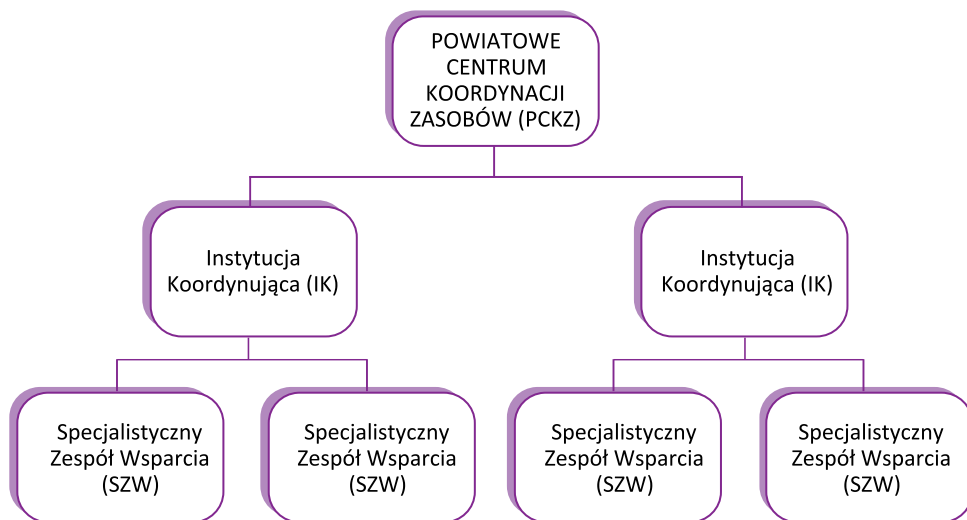 POWIATOWE
CENTRUM
KOORDYNACJI
ZASOBÓW (PCKZ)
Instytucja
Koordynująca (IK)
Instytucja
Koordynująca (IK)
Specjalistyczny
Zespół Wsparcia
(SZW)
Specjalistyczny
Zespół Wsparcia
(SZW)
Specjalistyczny
Zespół Wsparcia
(SZW)
Specjalistyczny
Zespół Wsparcia
(SZW)